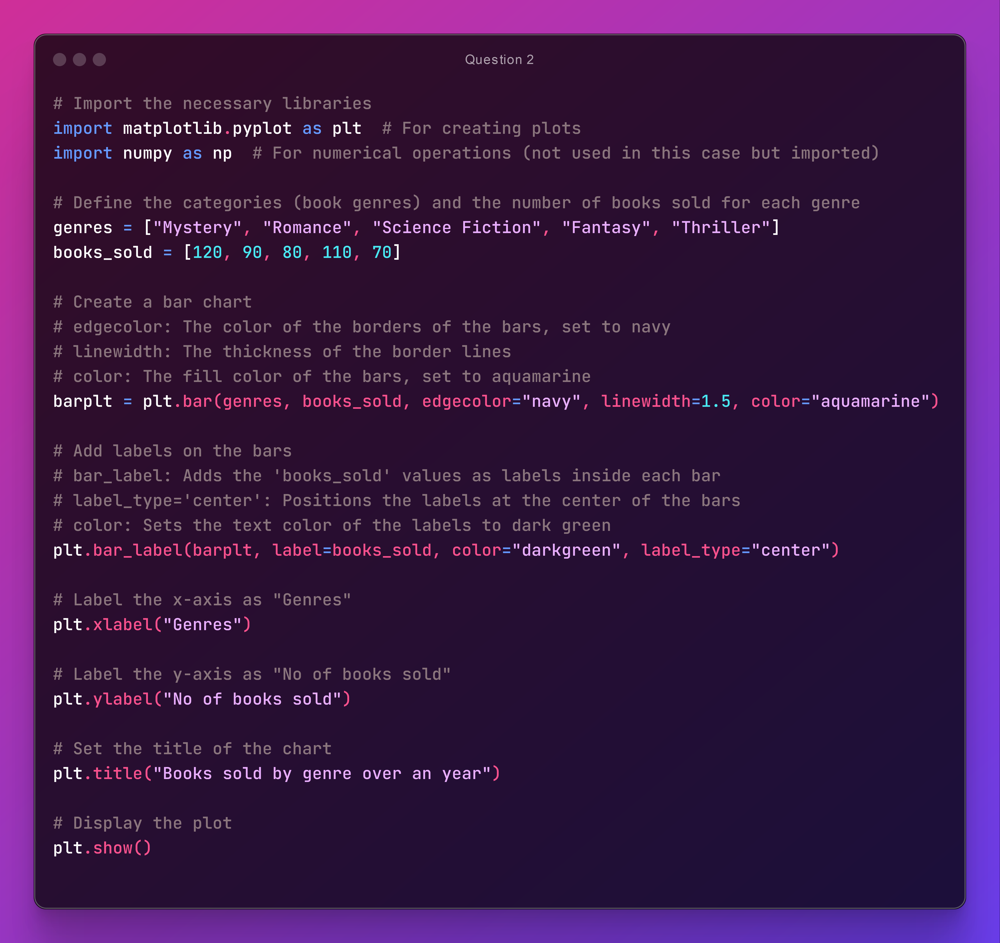 Question 2
# Import the necessary libraries
import matplotlib.pyplot as plt  # For creating plots
import numpy as np  # For numerical operations (not used in this case but imported)
# Define the categories (book genres) and the number of books sold for each genre
genres = ["Mystery", "Romance", "Science Fiction", "Fantasy", "Thriller"]
books_sold = [120, 90, 80, 110, 70]
# Create a bar chart
# edgecolor: The color of the borders of the bars, set to navy
# linewidth: The thickness of the border lines
# color: The fill color of the bars, set to aquamarine
barplt = plt.bar(genres, books_sold, edgecolor="navy", linewidth=1.5, color="aquamarine")
# Add labels on the bars
# bar_label: Adds the 'books_sold' values as labels inside each bar
# label_type='center': Positions the labels at the center of the bars
# color: Sets the text color of the labels to dark green
plt.bar_label(barplt, label=books_sold, color="darkgreen", label_type="center")
# Label the x-axis as "Genres"
plt.xlabel("Genres")
# Label the y-axis as "No of books sold"
plt.ylabel("No of books sold")
# Set the title of the chart
plt.title("Books sold by genre over an year")
# Display the plot
plt.show()